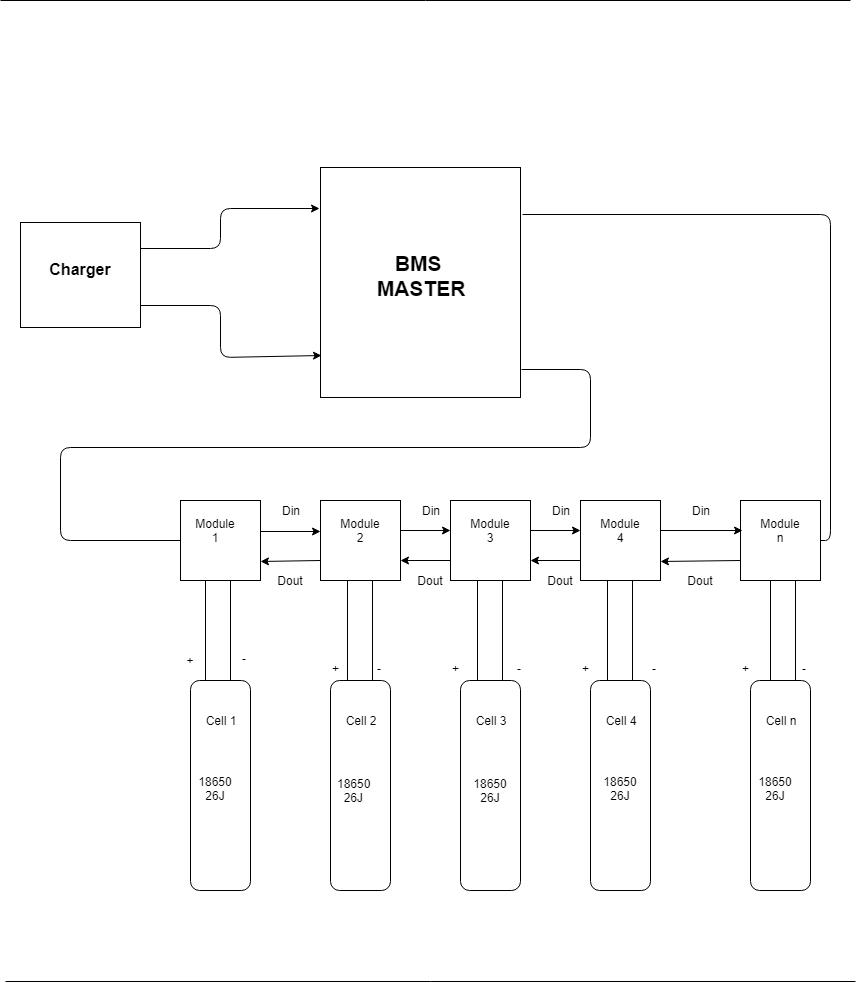 BMS
MASTER
Charger
Module
1
Din
Dout
Module
2
Din
Dout
Module
3
Din
Dout
Module
4
Din
Dout
Module
n
+ -
+ -
+ -
+ -
+ -
Cell 1
Cell 2
Cell 3
Cell 4
Cell n
18650
26J
18650
26J
18650
26J
18650
26J
18650
26J